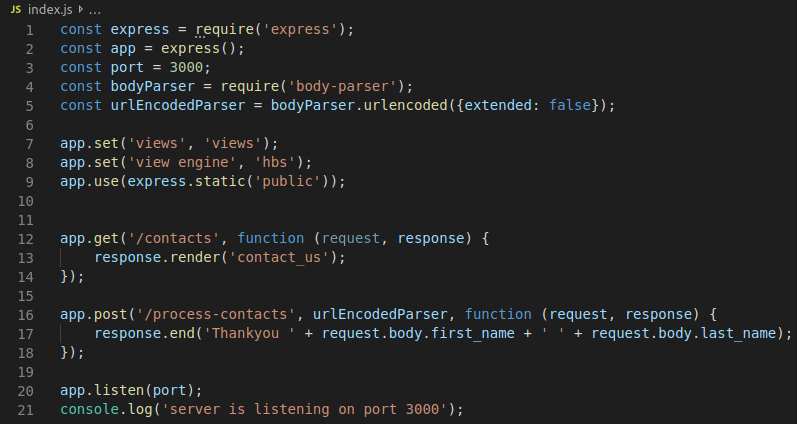 JS index.js > ...
1 const express = require('express');
2 const app = express();
3 const port = 3000;
4 const bodyParser = require('body-parser');
5 const urlEncodedParser = bodyParser.urlencoded({extended: false});
6
7 app.set('views', 'views');
8 app.set('view engine', 'hbs');
9 app.use(express.static('public'));
10
11
12 app.get('/contacts', function (request, response) {
13     response.render('contact_us');
14 });
15
16 app.post('/process-contacts', urlEncodedParser, function (request, response) {
17     response.end('Thankyou ' + request.body.first_name + ' ' + request.body.last_name);
18 });
19
20 app.listen(port);
21 console.log('server is listening on port 3000');